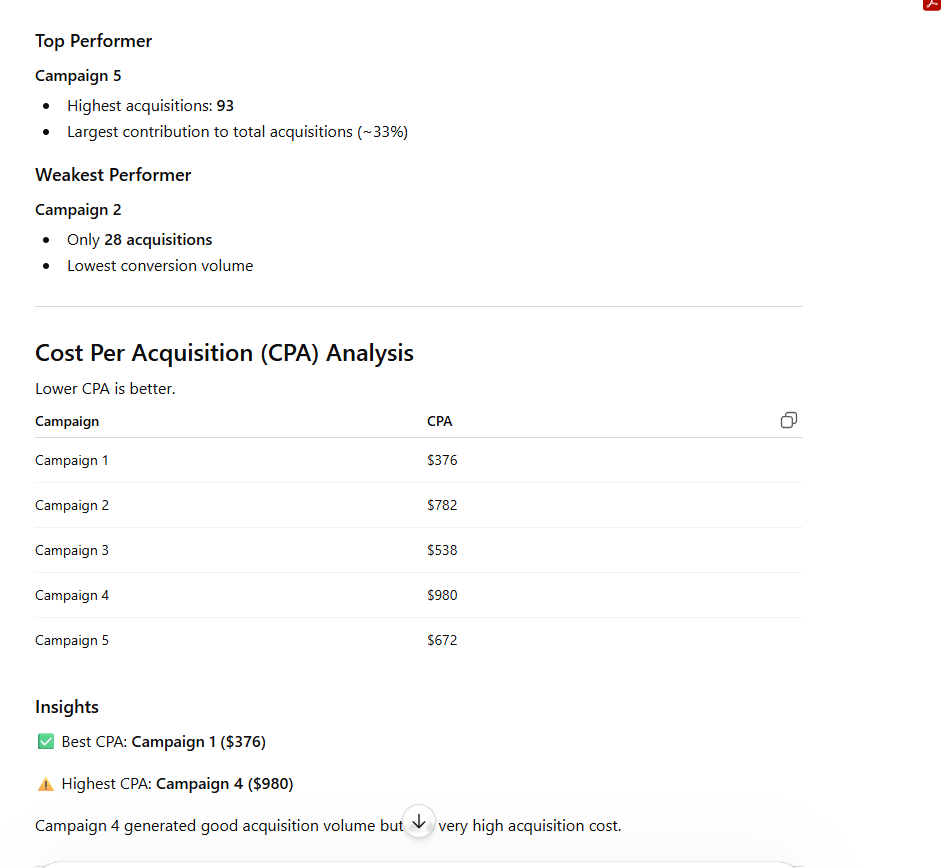 Top Performer
Campaign 5
• Highest acquisitions: 93
• Largest contribution to total acquisitions (~33%)
Weakest Performer
Campaign 2
• Only 28 acquisitions
• Lowest conversion volume
Cost Per Acquisition (CPA) Analysis
Lower CPA is better.
Campaign CPA
Campaign 1 $376
Campaign 2 $782
Campaign 3 $538
Campaign 4 $980
Campaign 5 $672
Insights
✅ Best CPA: Campaign 1 ($376)
⚠️ Highest CPA: Campaign 4 ($980)
Campaign 4 generated good acquisition volume but very high acquisition cost.